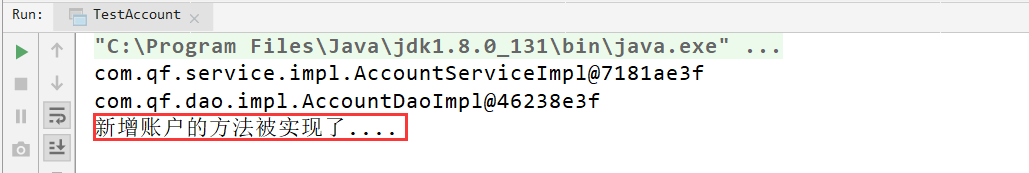 Run: TestAccount
"C:\Program Files\Java\jdk1.8.0_131\bin\java.exe" ...
com.qf.service.impl.AccountServiceImpl@7181ae3f
com.qf.dao.impl.AccountDaoImpl@46238e3f
新增账户的方法被实现了....